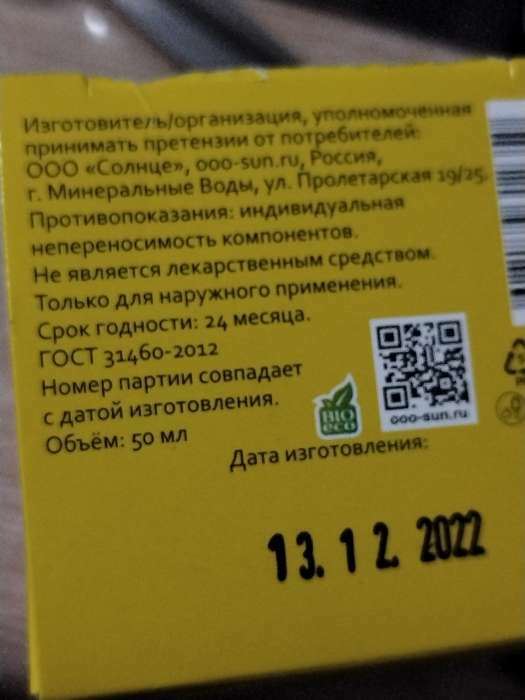 Изготовитель/организация, уполномоченная
принимать претензии от потребителей:
ООО «Солнце», ooo-sun.ru, Россия,
г. Минеральные Воды, ул. Пролетарская 19/25.
Противопоказания: индивидуальная
непереносимость компонентов.
Не является лекарственным средством.
Только для наружного применения.
Срок годности: 24 месяца.
ГОСТ 31460-2012
Номер партии совпадает
с датой изготовления.
Объём: 50 мл
BIO
eco
ooo-sun.ru
Дата изготовления:
13.12.2022